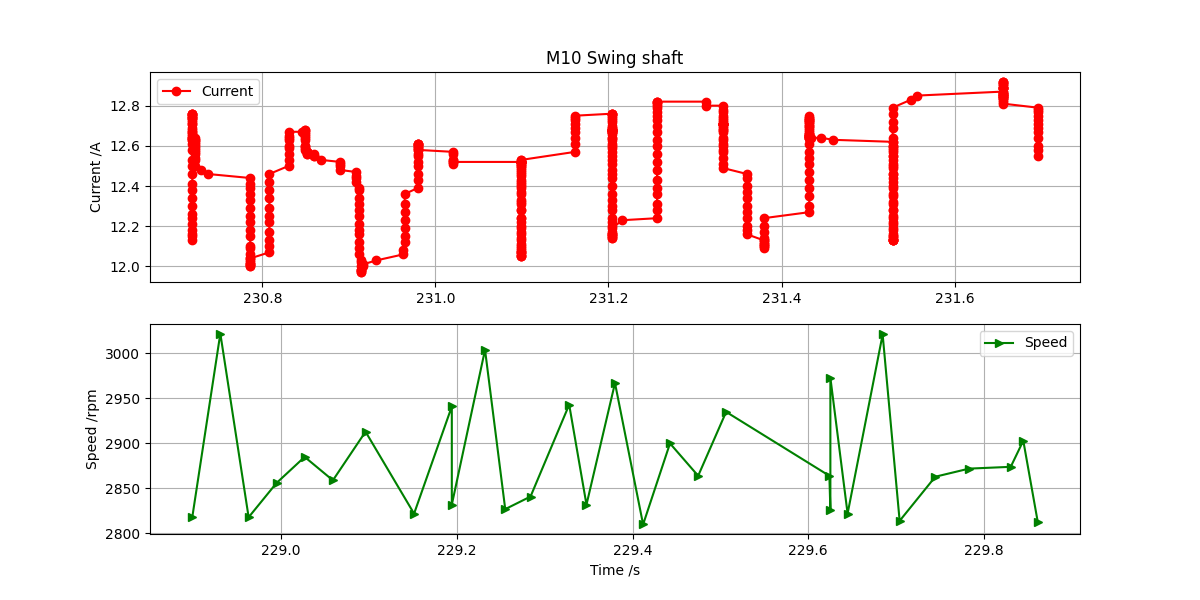 M10 Swing shaft
Current
Current /A
12.8
12.6
12.4
12.2
12.0
230.8 231.0 231.2 231.4 231.6
Speed
Speed /rpm
3000
2950
2900
2850
2800
229.0 229.2 229.4 229.6 229.8
Time /s